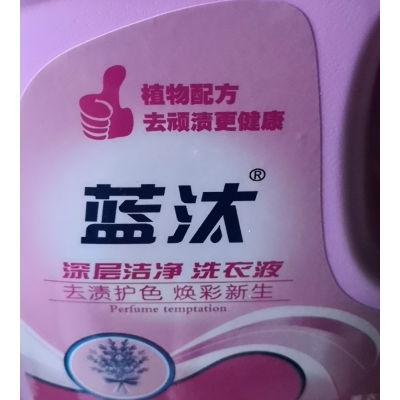 植物配方
去顽渍更健康
蓝汰®
深层洁净 洗衣液
去渍护色 焕彩新生
Perfume temptation